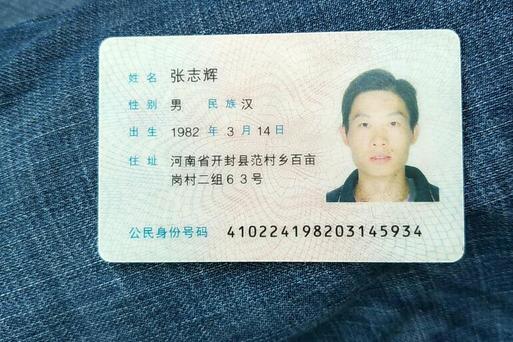 姓名 张志辉
性别 男 民族 汉
出生 1982 年 3 月 14 日
住址 河南省开封县范村乡百亩
岗村二组63号
公民身份号码 410224198203145934